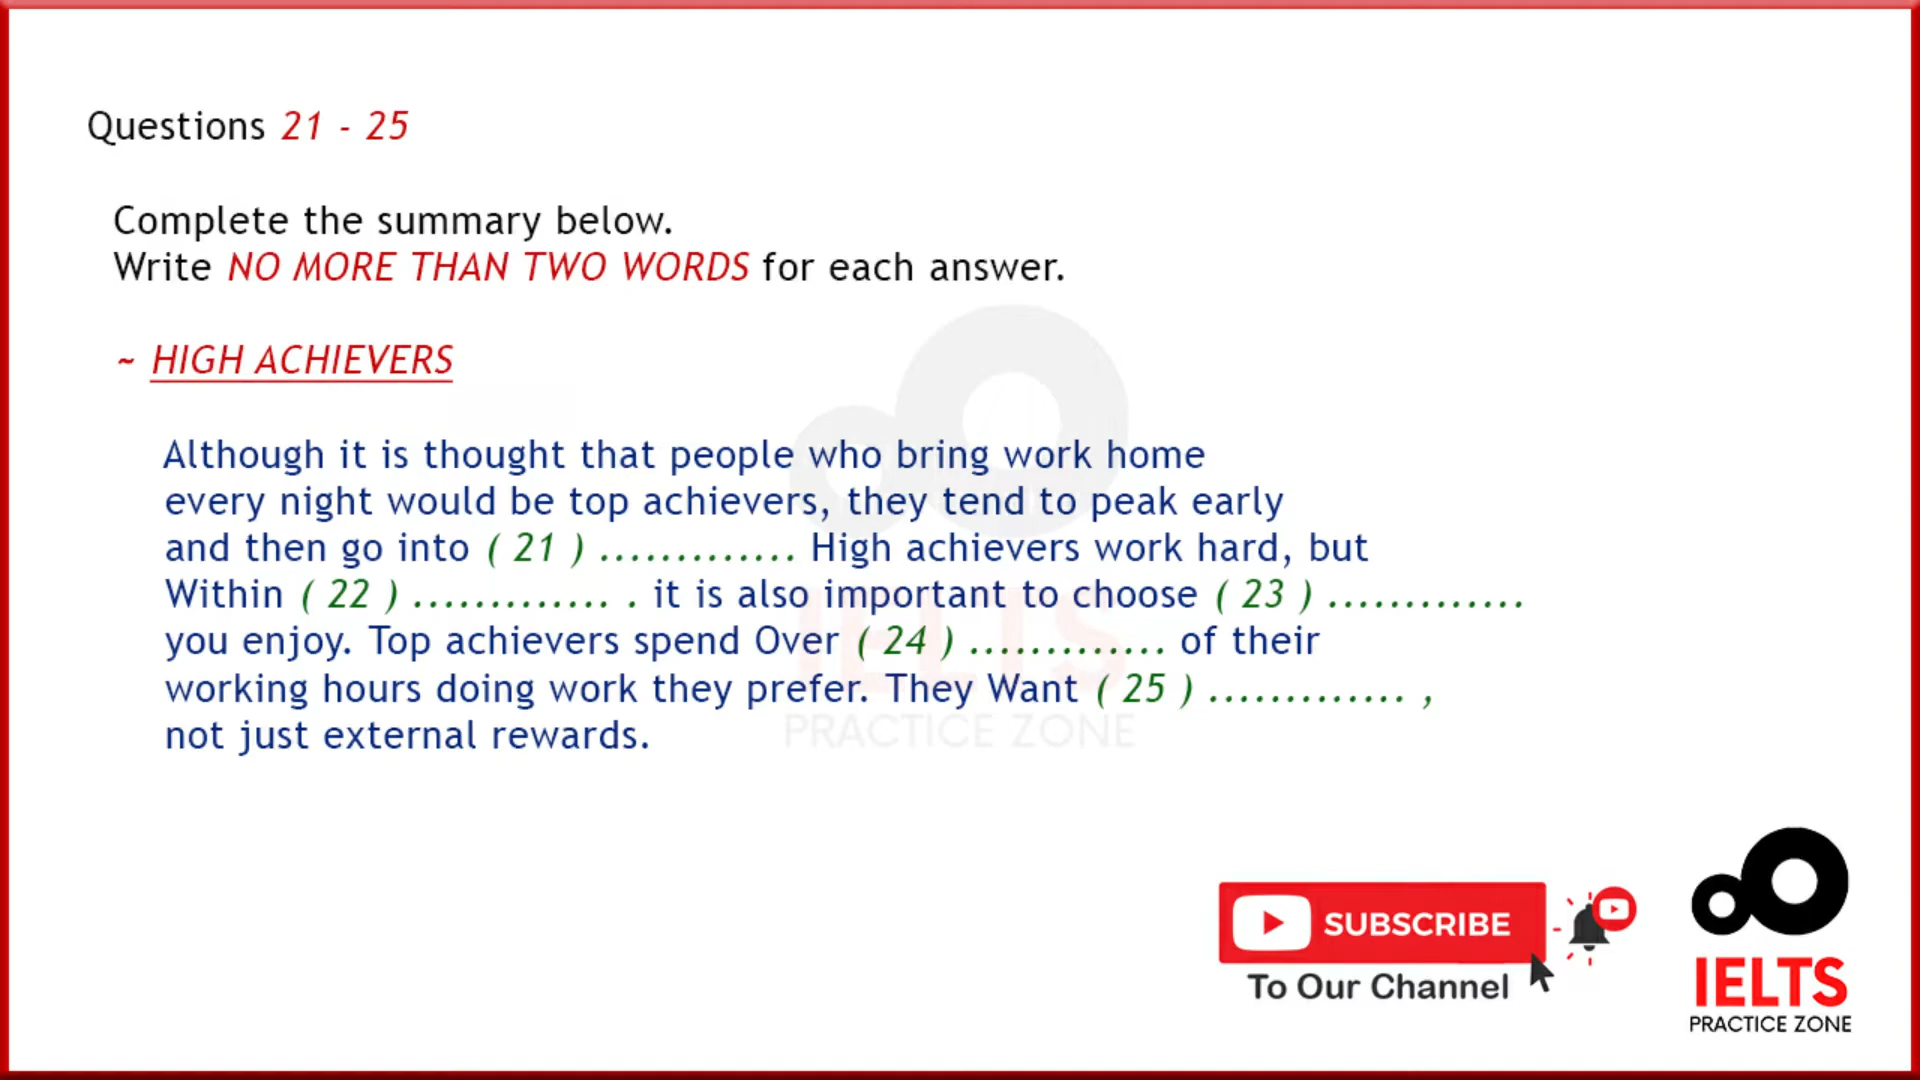 Questions 21 - 25
Complete the summary below.
Write NO MORE THAN TWO WORDS for each answer.
~ HIGH ACHIEVERS
Although it is thought that people who bring work home
every night would be top achievers, they tend to peak early
and then go into ( 21 ) ............. High achievers work hard, but
Within ( 22 ) ............. . it is also important to choose ( 23 ) .............
you enjoy. Top achievers spend Over ( 24 ) ............. of their
working hours doing work they prefer. They Want ( 25 ) ............. ,
not just external rewards.
IELTS
PRACTICE ZONE
SUBSCRIBE
To Our Channel
IELTS
PRACTICE ZONE